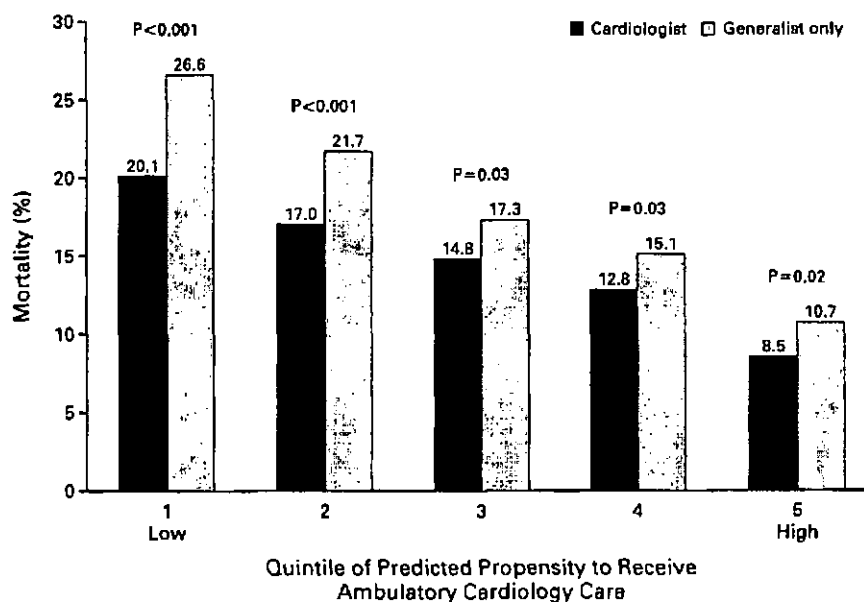 30
P<0.001
Cardiologist
Generalist only
26.6
25
P<0.001
21.7
20
20.1
P=0.03
17.0
17.3
P=0.03
15
14.8
15.1
12.8
P=0.02
10
10.7
8.5
5
0
Mortality (%)
1 2 3 4 5
Low High
Quintile of Predicted Propensity to Receive
Ambulatory Cardiology Care